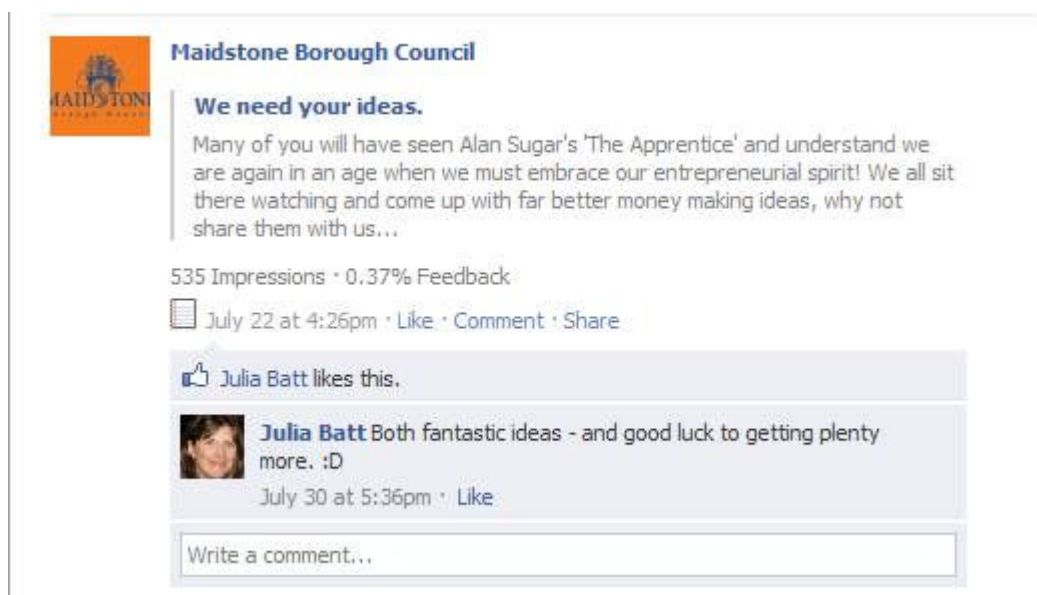 Maidstone Borough Council
MAIDSTONE
We need your ideas.
Many of you will have seen Alan Sugar's 'The Apprentice' and understand we
are again in an age when we must embrace our entrepreneurial spirit! We all sit
there watching and come up with far better money making ideas, why not
share them with us...
535 Impressions · 0.37% Feedback
July 22 at 4:26pm · Like · Comment · Share
Julia Batt likes this.
Julia Batt Both fantastic ideas - and good luck to getting plenty
more. :D
July 30 at 5:36pm · Like
Write a comment...